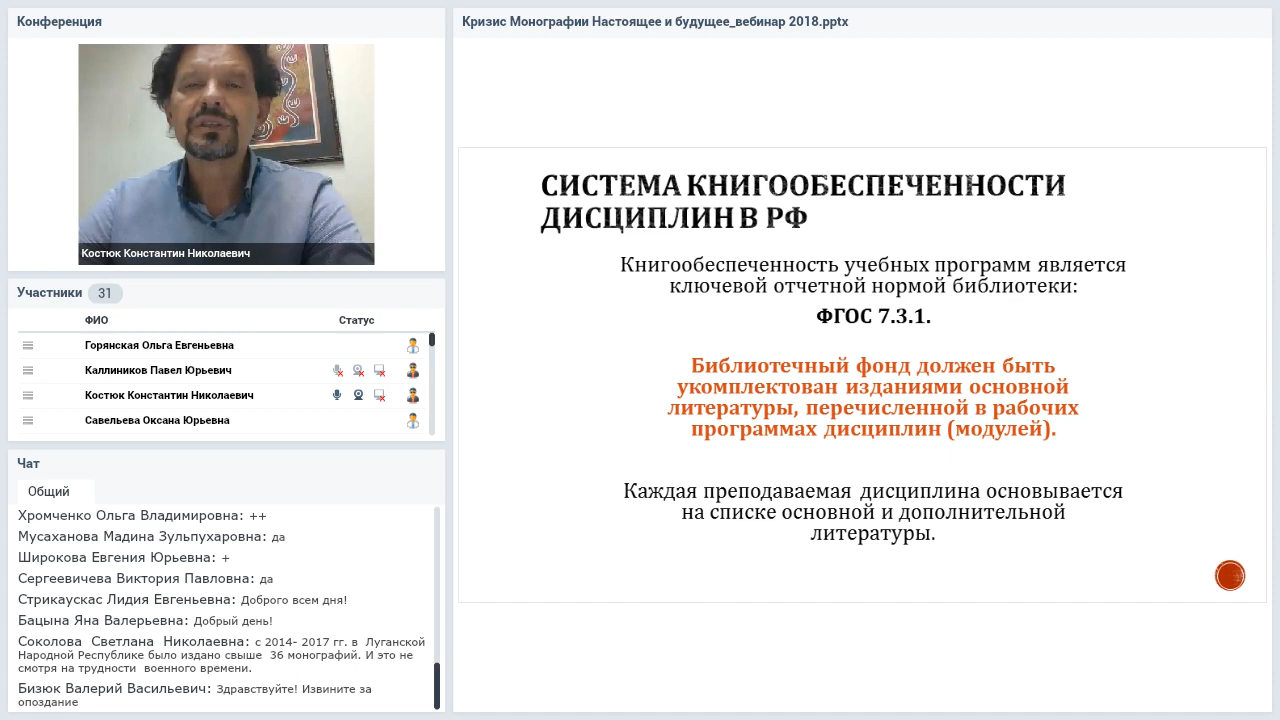 Конференция
Костюк Константин Николаевич
Участники 31
ФИО Статус
Горянская Ольга Евгеньевна
Каллиников Павел Юрьевич
Костюк Константин Николаевич
Савельева Оксана Юрьевна
Чат
Общий
Хромченко Ольга Владимировна: ++
Мусаханова Мадина Зульпухаровна: да
Широкова Евгения Юрьевна: +
Сергеевичева Виктория Павловна: да
Стрикаускас Лидия Евгеньевна: Доброго всем дня!
Бацына Яна Валерьевна: Добрый день!
Соколова Светлана Николаевна: с 2014- 2017 гг. в Луганской
Народной Республике было издано свыше 36 монографий. И это не
смотря на трудности военного времени.
Бизюк Валерий Васильевич: Здравствуйте! Извините за
опоздание
Кризис Монографии Настоящее и будущее_вебинар 2018.pptx
СИСТЕМА КНИГООБЕСПЕЧЕННОСТИ
ДИСЦИПЛИН В РФ
Книгообеспеченность учебных программ является
ключевой отчетной нормой библиотеки:
ФГОС 7.3.1.
Библиотечный фонд должен быть
укомплектован изданиями основной
литературы, перечисленной в рабочих
программах дисциплин (модулей).
Каждая преподаваемая дисциплина основывается
на списке основной и дополнительной
литературы.